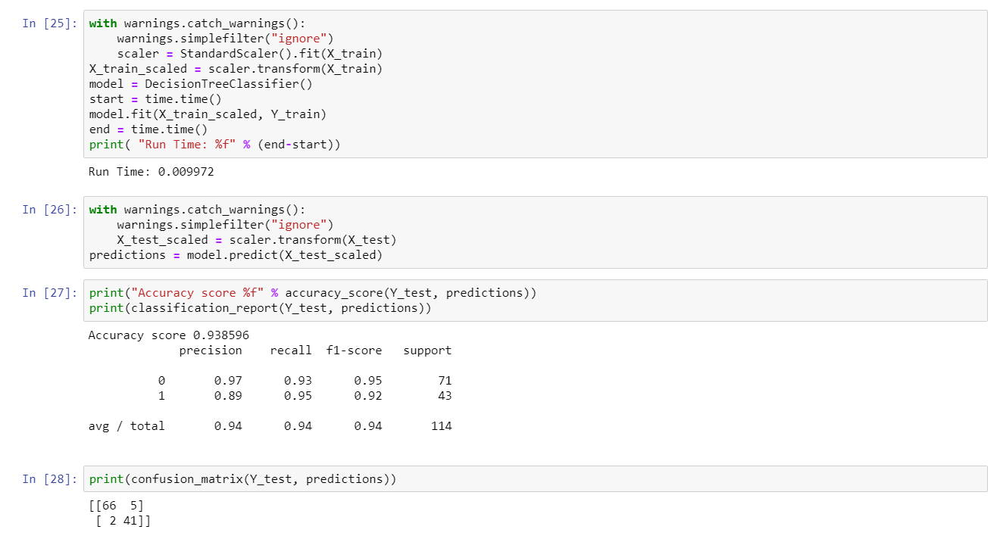 In [25]: with warnings.catch_warnings():
    warnings.simplefilter("ignore")
    scaler = StandardScaler().fit(X_train)
X_train_scaled = scaler.transform(X_train)
model = DecisionTreeClassifier()
start = time.time()
model.fit(X_train_scaled, Y_train)
end = time.time()
print( "Run Time: %f" % (end-start))
Run Time: 0.009972
In [26]: with warnings.catch_warnings():
    warnings.simplefilter("ignore")
    X_test_scaled = scaler.transform(X_test)
predictions = model.predict(X_test_scaled)
In [27]: print("Accuracy score %f" % accuracy_score(Y_test, predictions))
print(classification_report(Y_test, predictions))
Accuracy score 0.938596
             precision    recall  f1-score   support
          0       0.97      0.93      0.95        71
          1       0.89      0.95      0.92        43
avg / total       0.94      0.94      0.94       114
In [28]: print(confusion_matrix(Y_test, predictions))
[[66  5]
 [ 2 41]]